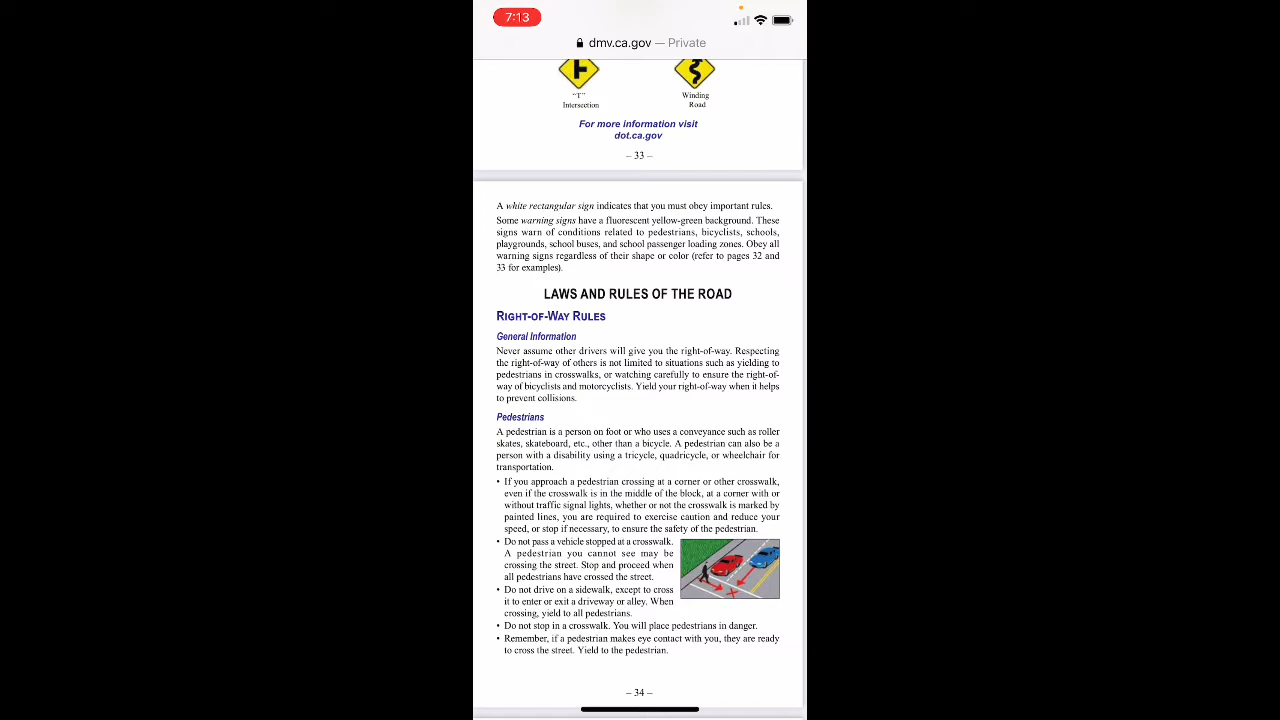 7:13
dmv.ca.gov — Private
“T”
Intersection
Winding
Road
For more information visit
dot.ca.gov
– 33 –
A white rectangular sign indicates that you must obey important rules.
Some warning signs have a fluorescent yellow-green background. These
signs warn of conditions related to pedestrians, bicyclists, schools,
playgrounds, school buses, and school passenger loading zones. Obey all
warning signs regardless of their shape or color (refer to pages 32 and
33 for examples).
LAWS AND RULES OF THE ROAD
RIGHT-OF-WAY RULES
General Information
Never assume other drivers will give you the right-of-way. Respecting
the right-of-way of others is not limited to situations such as yielding to
pedestrians in crosswalks, or watching carefully to ensure the right-of-
way of bicyclists and motorcyclists. Yield your right-of-way when it helps
to prevent collisions.
Pedestrians
A pedestrian is a person on foot or who uses a conveyance such as roller
skates, skateboard, etc., other than a bicycle. A pedestrian can also be a
person with a disability using a tricycle, quadricycle, or wheelchair for
transportation.
• If you approach a pedestrian crossing at a corner or other crosswalk,
even if the crosswalk is in the middle of the block, at a corner with or
without traffic signal lights, whether or not the crosswalk is marked by
painted lines, you are required to exercise caution and reduce your
speed, or stop if necessary, to ensure the safety of the pedestrian.
• Do not pass a vehicle stopped at a crosswalk.
A pedestrian you cannot see may be
crossing the street. Stop and proceed when
all pedestrians have crossed the street.
• Do not drive on a sidewalk, except to cross
it to enter or exit a driveway or alley. When
crossing, yield to all pedestrians.
• Do not stop in a crosswalk. You will place pedestrians in danger.
• Remember, if a pedestrian makes eye contact with you, they are ready
to cross the street. Yield to the pedestrian.
– 34 –